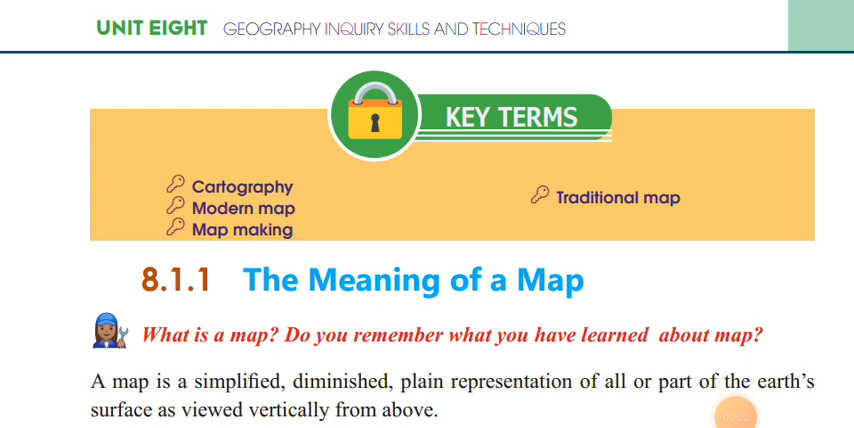 UNIT EIGHT GEOGRAPHY INQUIRY SKILLS AND TECHNIQUES
KEY TERMS
Cartography
Modern map
Map making
Traditional map
8.1.1 The Meaning of a Map
What is a map? Do you remember what you have learned about map?
A map is a simplified, diminished, plain representation of all or part of the earth's
surface as viewed vertically from above.
00:00